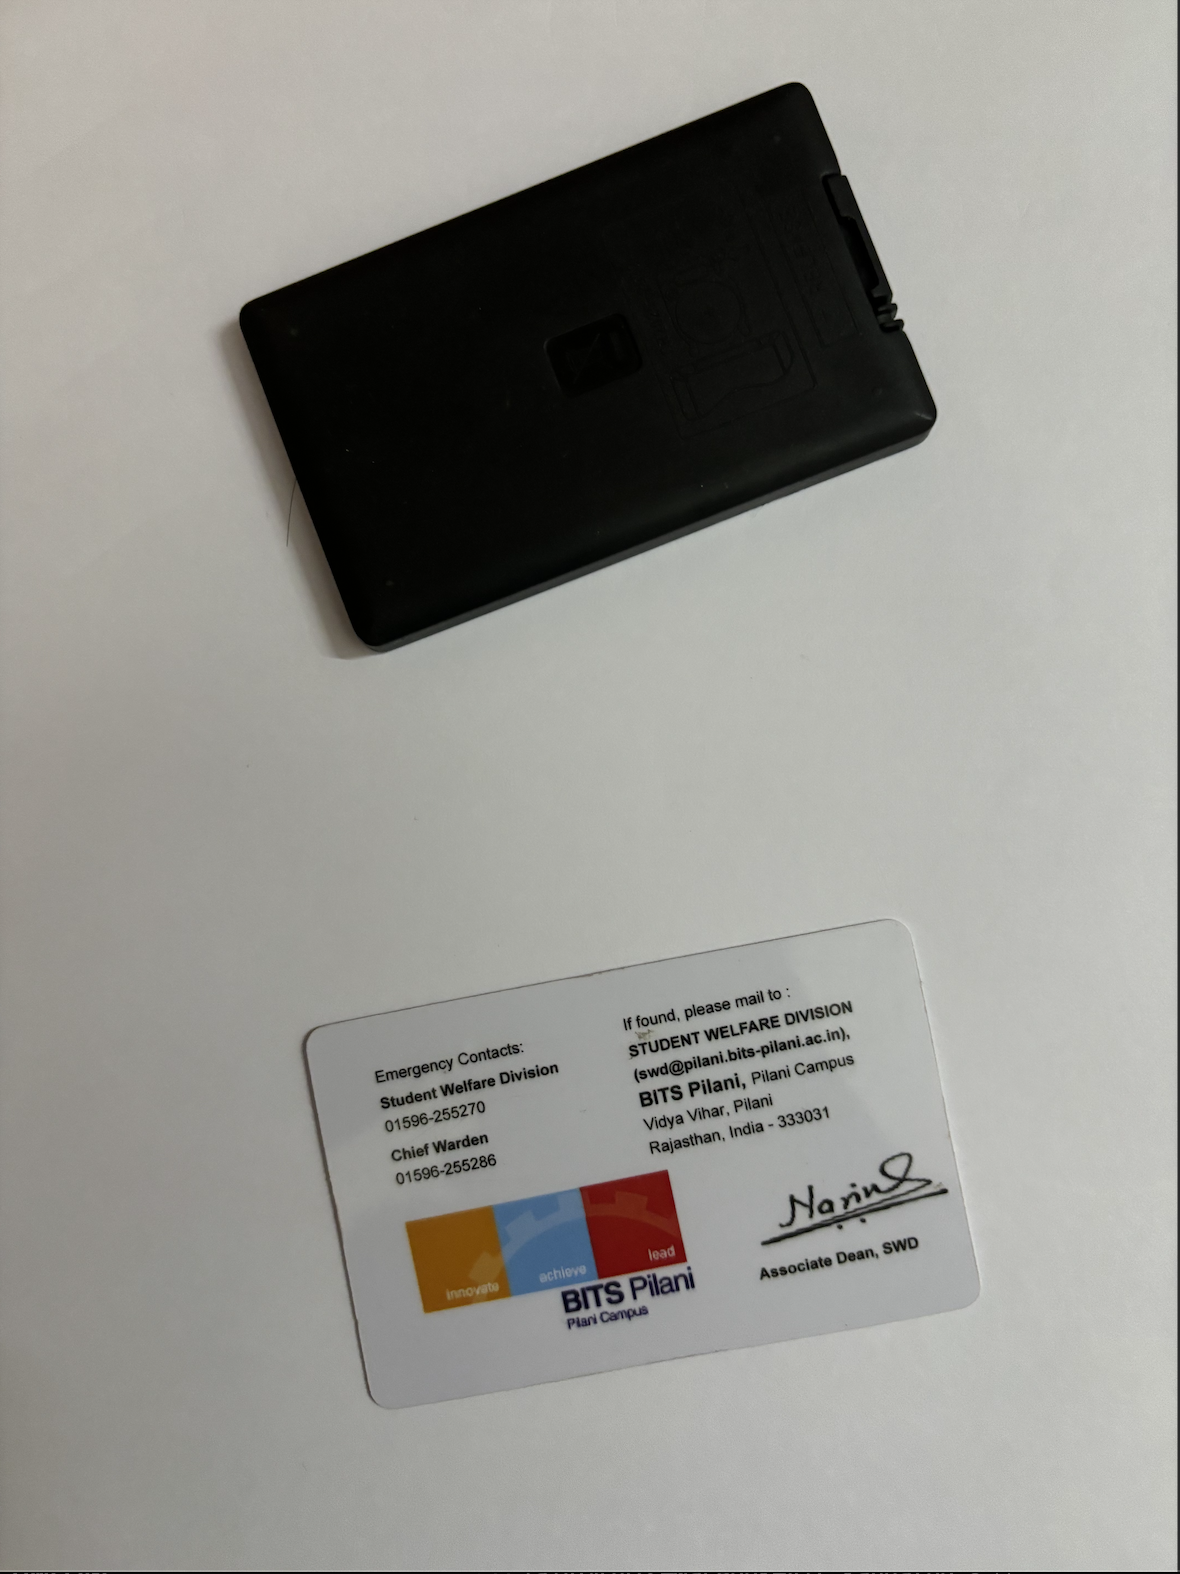 Emergency Contacts:
Student Welfare Division
01596-255270
Chief Warden
01596-255286
If found, please mail to :
STUDENT WELFARE DIVISION
(swd@pilani.bits-pilani.ac.in),
BITS Pilani, Pilani Campus
Vidya Vihar, Pilani
Rajasthan, India - 333031
innovate achieve lead
BITS Pilani
Pilani Campus
Associate Dean, SWD